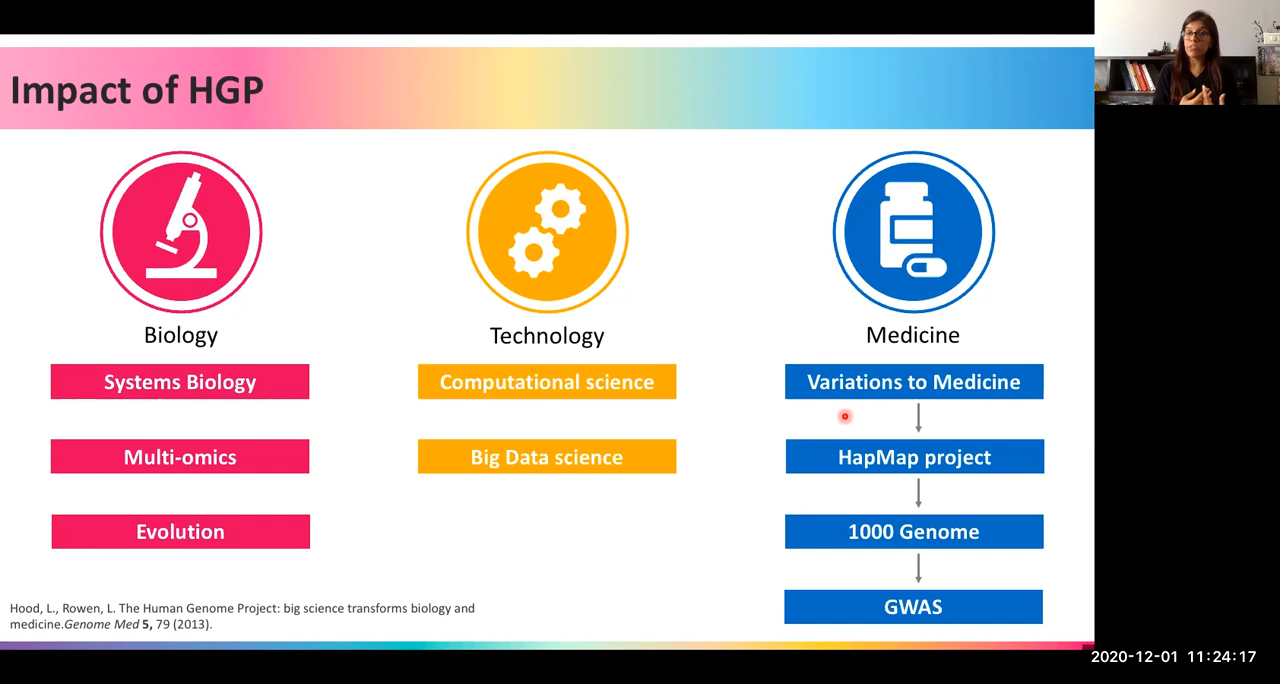 Impact of HGP
Biology
Systems Biology
Multi-omics
Evolution
Technology
Computational science
Big Data science
Medicine
Variations to Medicine
HapMap project
1000 Genome
GWAS
Hood, L., Rowen, L. The Human Genome Project: big science transforms biology and
medicine.Genome Med 5, 79 (2013).
2020-12-01 11:24:17